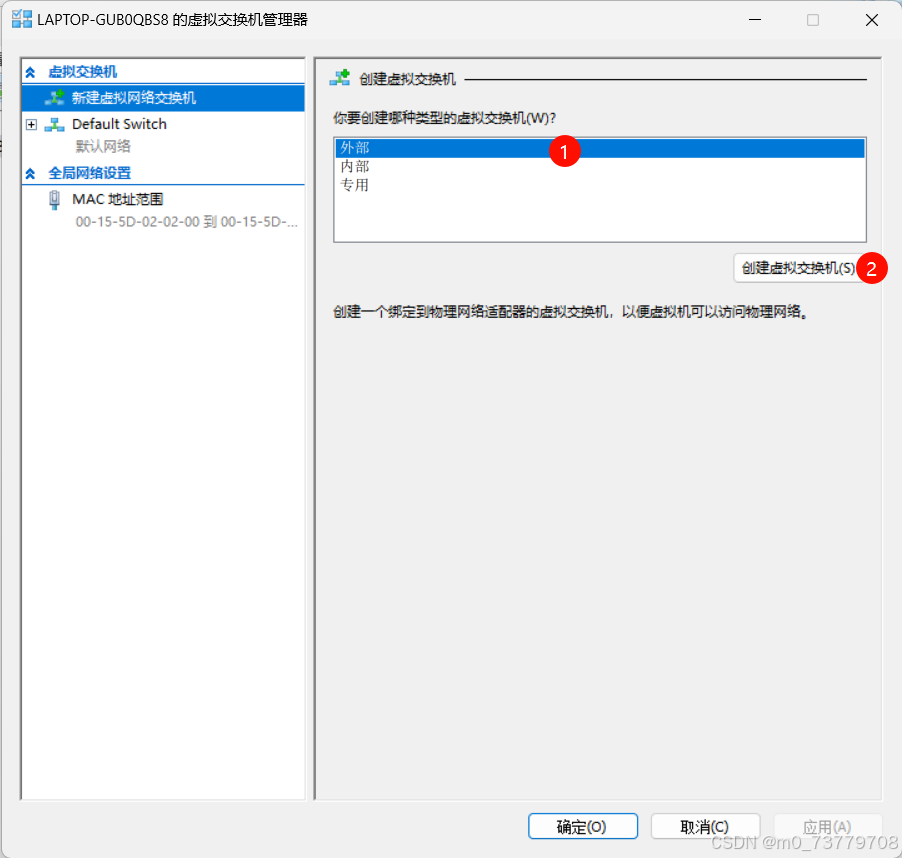 LAPTOP-GUB0QBS8 的虚拟交换机管理器
虚拟交换机
新建虚拟网络交换机
Default Switch
默认网络
全局网络设置
MAC 地址范围
00-15-5D-02-02-00 到 00-15-5D-...
创建虚拟交换机
你要创建哪种类型的虚拟交换机(W)?
外部
1
内部
专用
创建虚拟交换机(S)
2
创建一个绑定到物理网络适配器的虚拟交换机，以便虚拟机可以访问物理网络。
确定(O)
取消(C)
应用(A)
CSDN @m0_73779708